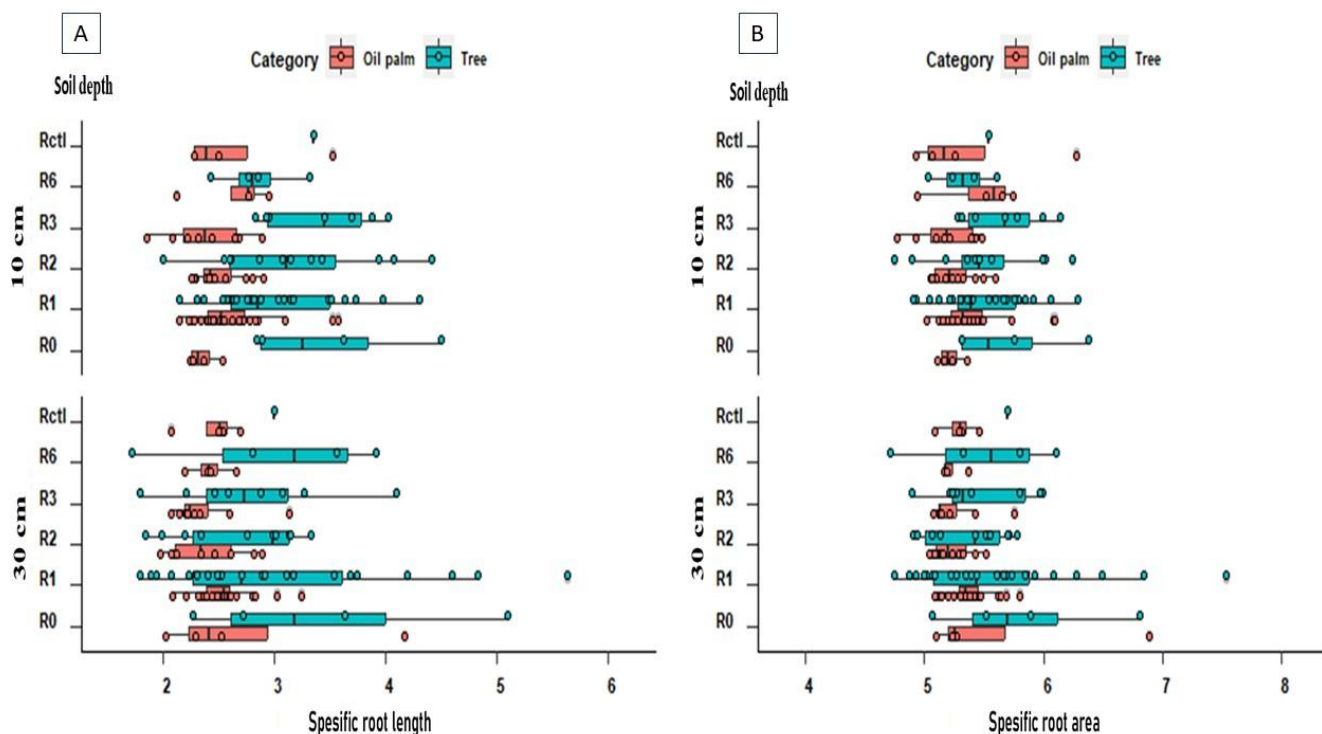 A
Category Oil palm Tree
Soil depth
10 cm
Rctl
R6
R3
R2
R1
R0
30 cm
Rctl
R6
R3
R2
R1
R0
2 3 4 5 6
Spesific root length
B
Category Oil palm Tree
Soil depth
10 cm
Rctl
R6
R3
R2
R1
R0
30 cm
Rctl
R6
R3
R2
R1
R0
4 5 6 7 8
Spesific root area